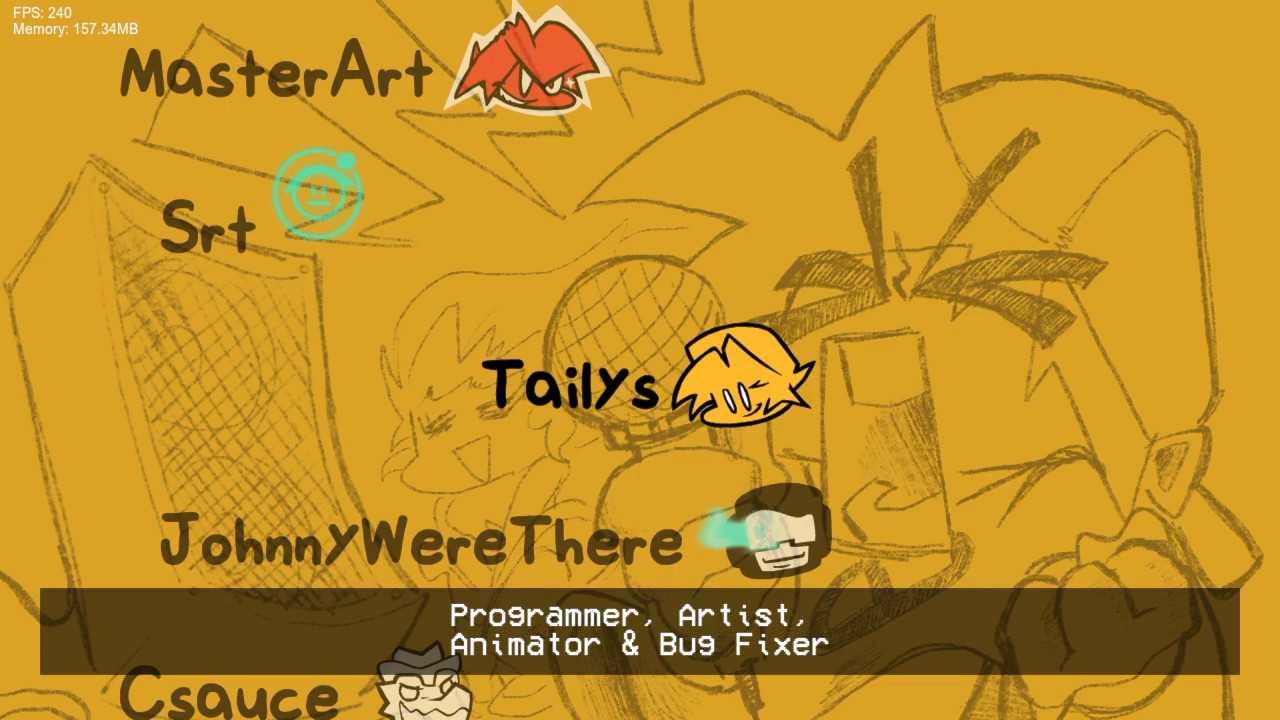 FPS: 240
Memory: 157.34MB
MasterArt
Srt
Tailys
JohnnyWereThere
Programmer, Artist,
Animator & Bug Fixer
Csauce